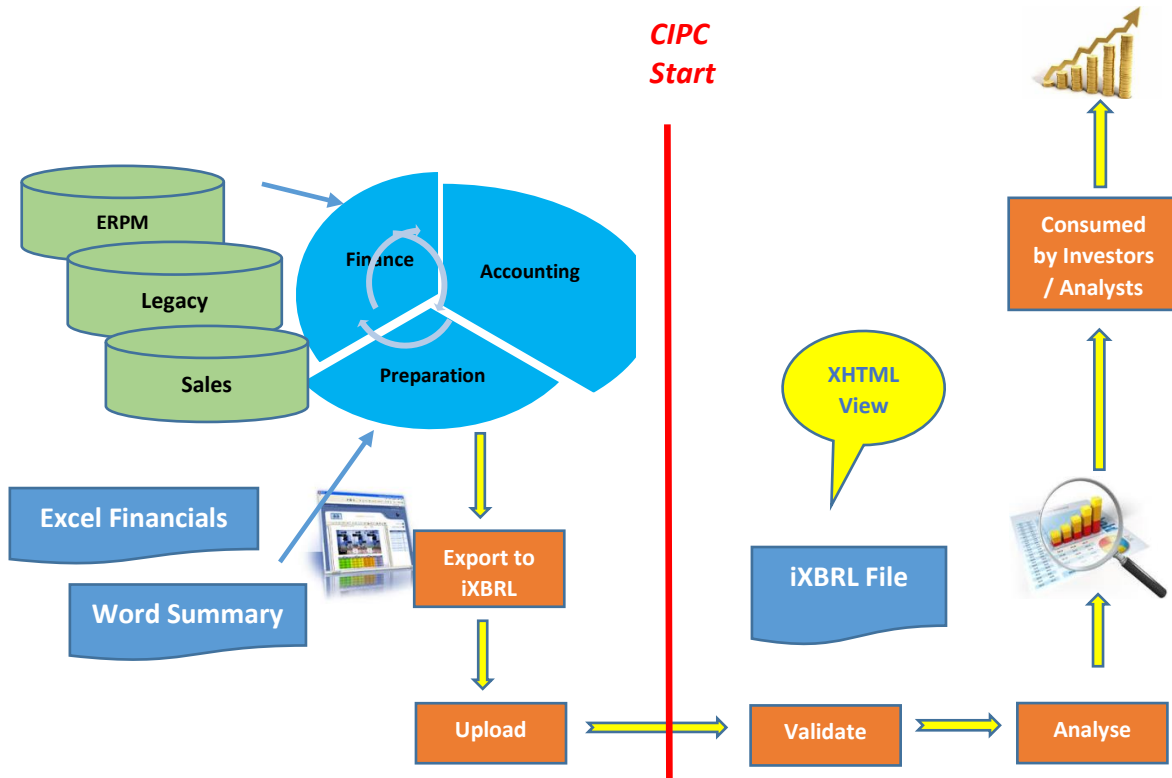 CIPC
Start
ERPM
Legacy
Sales
Finance
Accounting
Preparation
Excel Financials
Word Summary
Export to
iXBRL
Upload
XHTML
View
iXBRL File
Validate
Analyse
Consumed
by Investors
/ Analysts